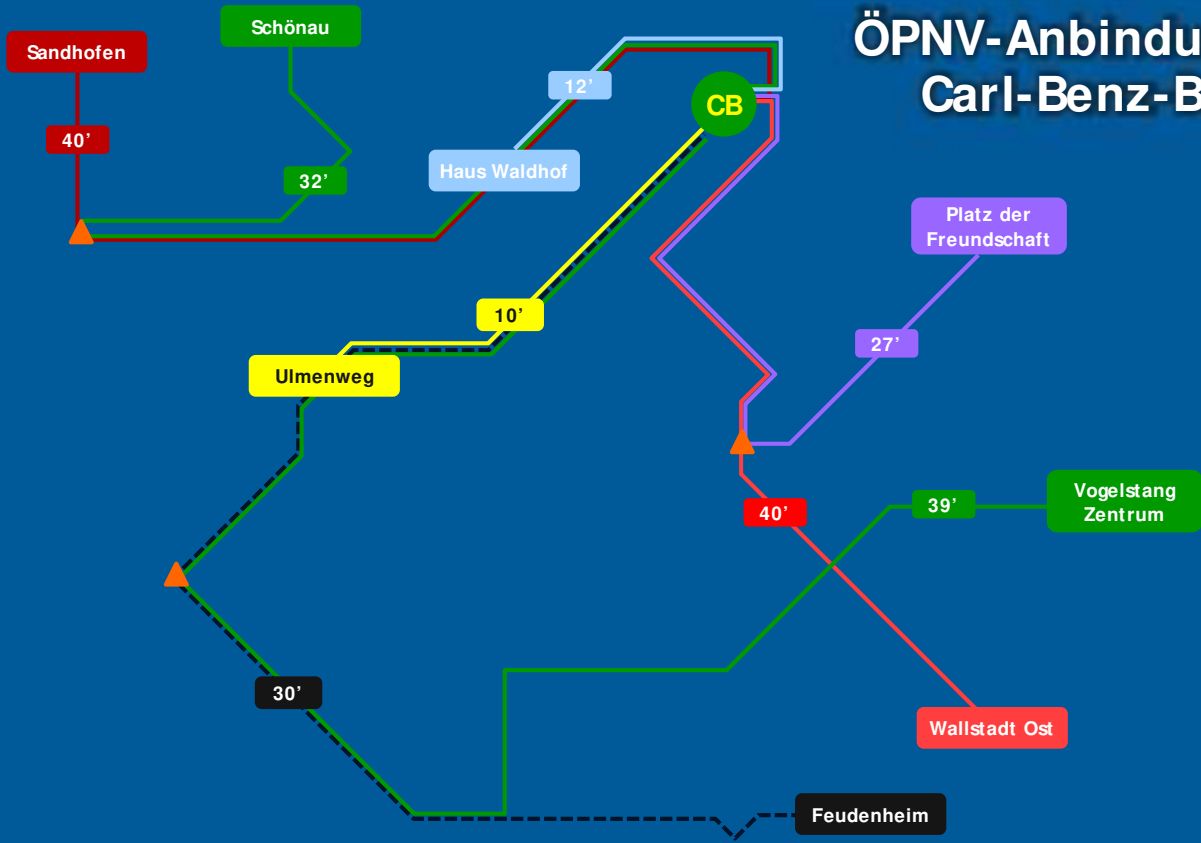 ÖPNV-Anbindu
Carl-Benz-B
Schönau
Sandhofen
12’
CB
40’
Haus Waldhof
32’
Platz der
Freundschaft
10’
27’
Ulmenweg
Vogelstang
Zentrum
39’
40’
30’
Wallstadt Ost
Feudenheim